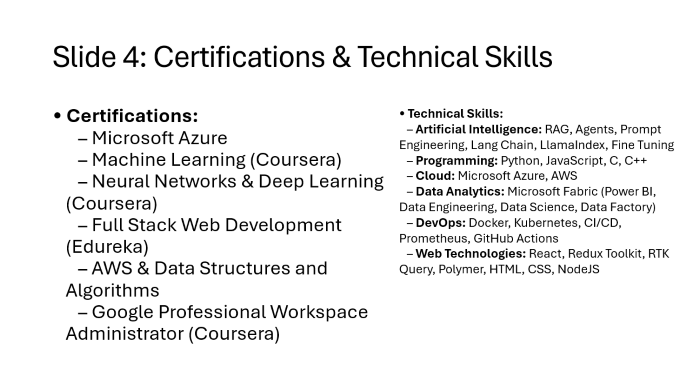 Slide 4: Certifications & Technical Skills
• Certifications:
– Microsoft Azure
– Machine Learning (Coursera)
– Neural Networks & Deep Learning
(Coursera)
– Full Stack Web Development
(Edureka)
– AWS & Data Structures and
Algorithms
– Google Professional Workspace
Administrator (Coursera)
• Technical Skills:
– Artificial Intelligence: RAG, Agents, Prompt
Engineering, Lang Chain, LlamaIndex, Fine Tuning
– Programming: Python, JavaScript, C, C++
– Cloud: Microsoft Azure, AWS
– Data Analytics: Microsoft Fabric (Power BI,
Data Engineering, Data Science, Data Factory)
– DevOps: Docker, Kubernetes, CI/CD,
Prometheus, GitHub Actions
– Web Technologies: React, Redux Toolkit, RTK
Query, Polymer, HTML, CSS, NodeJS